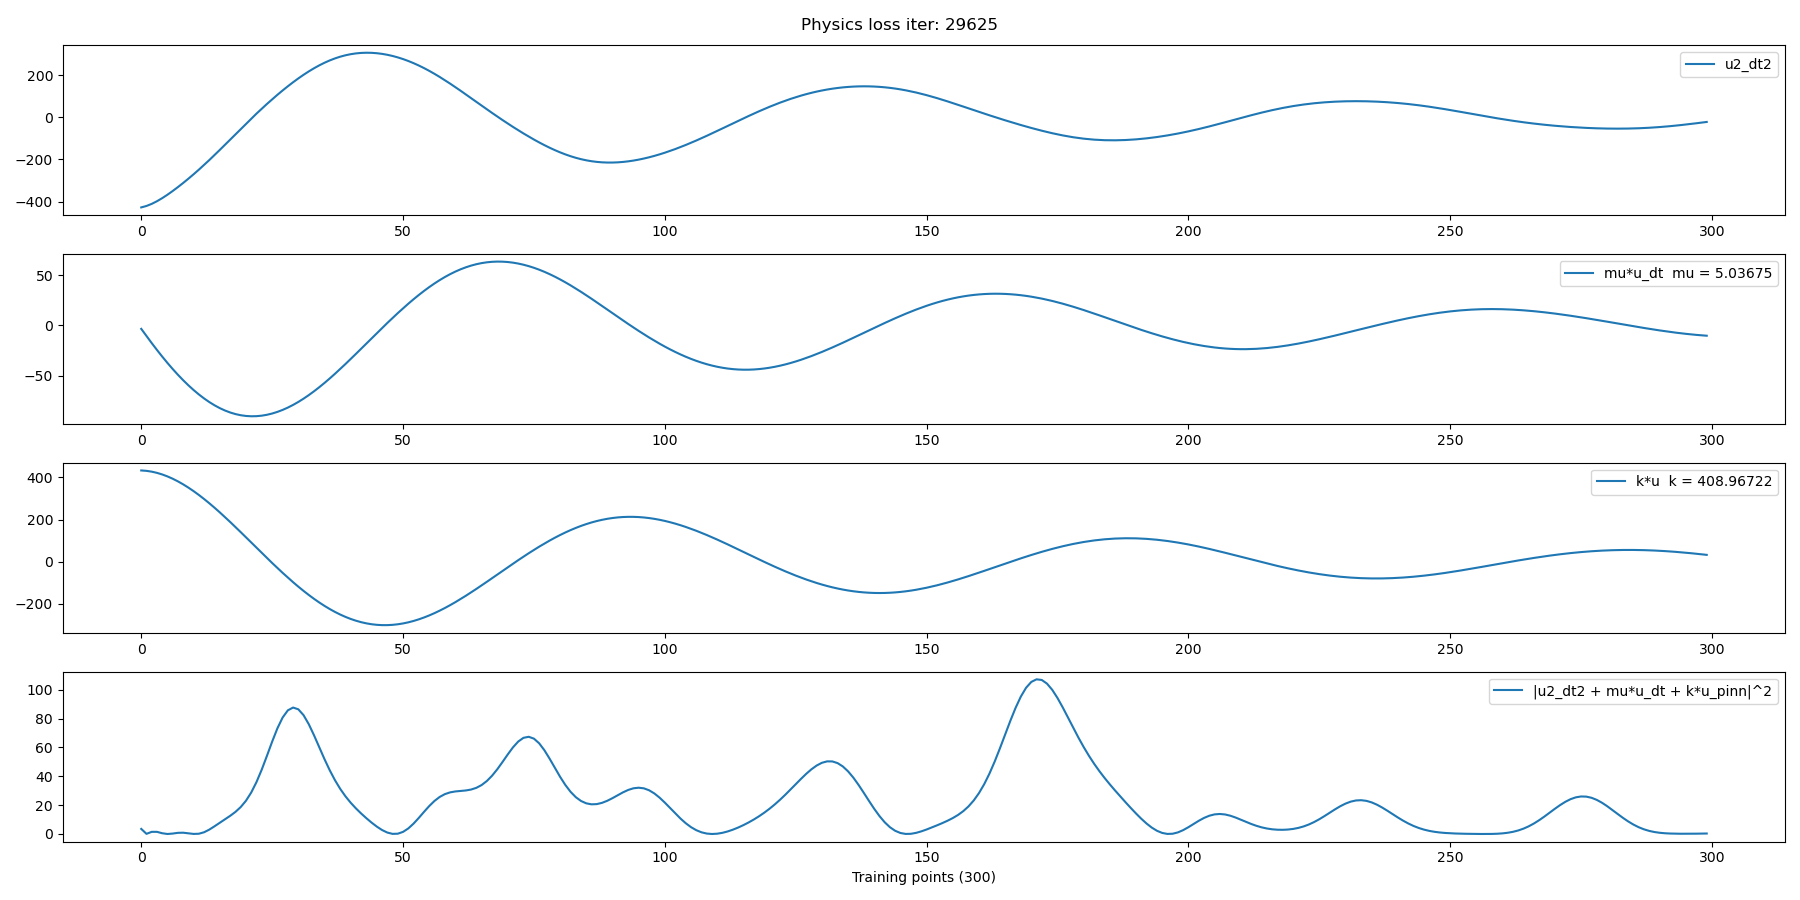 Physics loss iter: 29625
u2_dt2
200
0
−200
−400
0 50 100 150 200 250 300
mu*u_dt  mu = 5.03675
50
0
−50
0 50 100 150 200 250 300
k*u  k = 408.96722
400
200
0
−200
0 50 100 150 200 250 300
|u2_dt2 + mu*u_dt + k*u_pinn|^2
100
80
60
40
20
0
0 50 100 150 200 250 300
Training points (300)